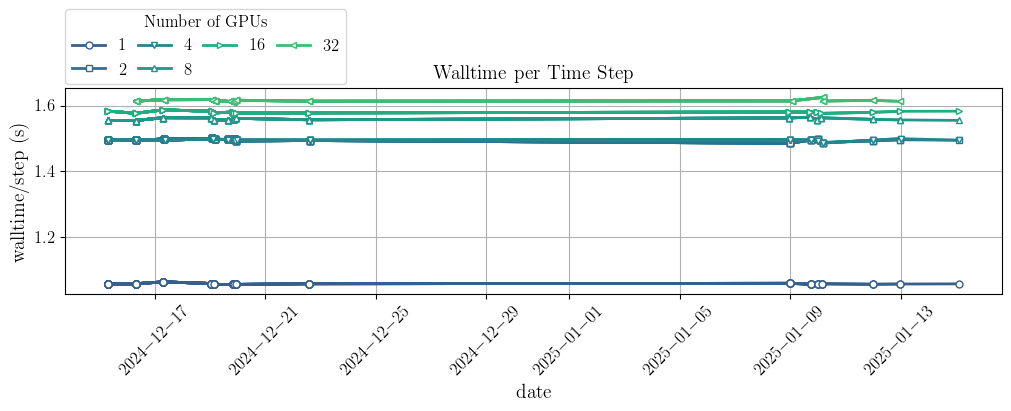 Number of GPUs
1 4 16 32
2 8
Walltime per Time Step
walltime/step (s)
1.6
1.4
1.2
2024−12−17 2024−12−21 2024−12−25 2024−12−29 2025−01−01 2025−01−05 2025−01−09 2025−01−13
date